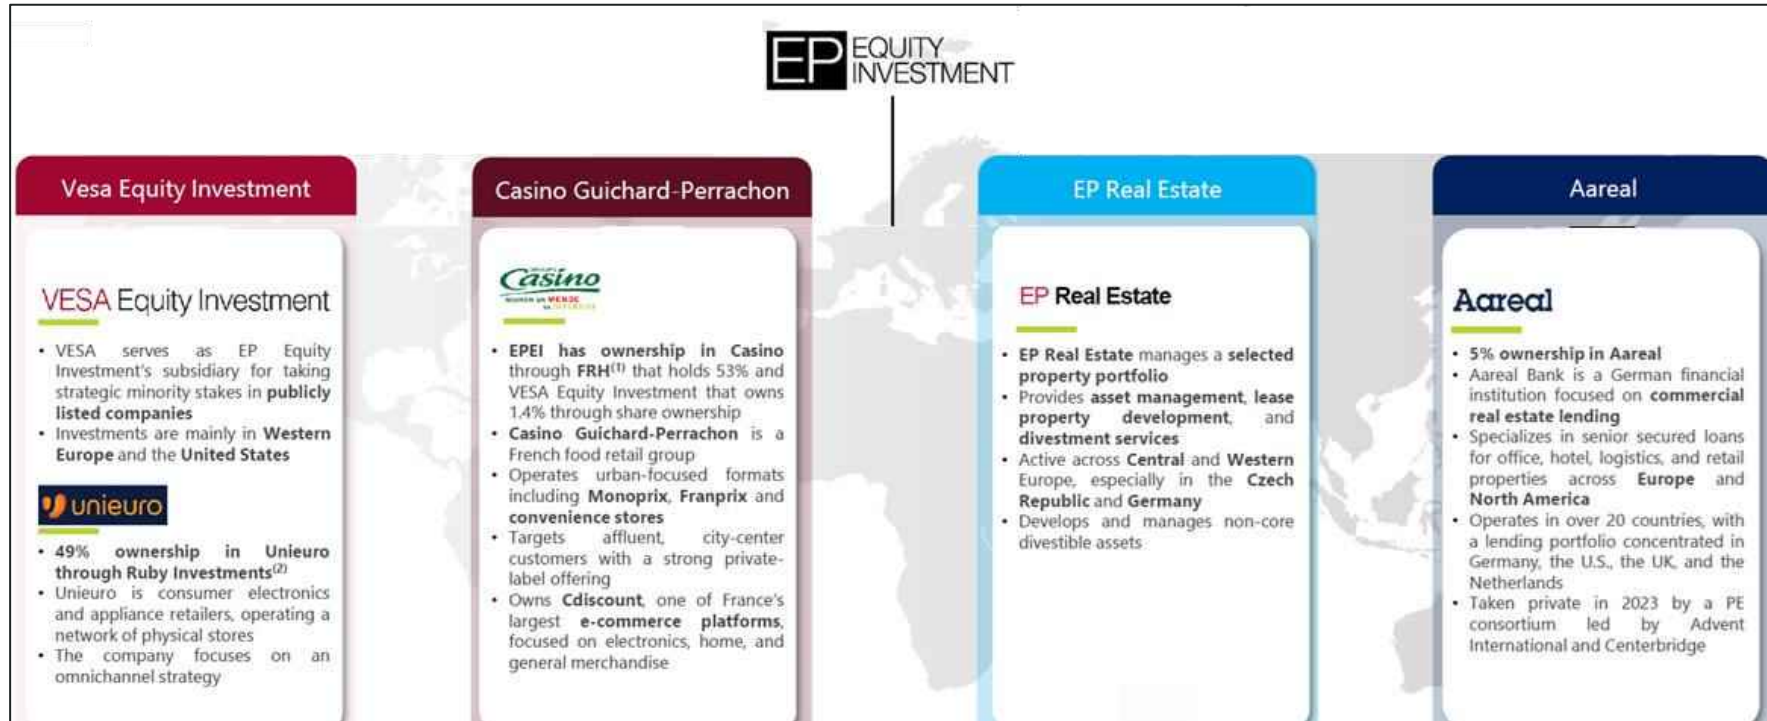 EP EQUITY
INVESTMENT
Vesa Equity Investment
VESA Equity Investment
• VESA serves as EP Equity
Investment's subsidiary for taking
strategic minority stakes in publicly
listed companies
• Investments are mainly in Western
Europe and the United States
unieuro
• 49% ownership in Unieuro
through Ruby Investments(2)
• Unieuro is consumer electronics
and appliance retailers, operating a
network of physical stores
• The company focuses on an
omnichannel strategy
Casino Guichard-Perrachon
Casino
• EPEI has ownership in Casino
through FRH(1) that holds 53% and
VESA Equity Investment that owns
1.4% through share ownership
• Casino Guichard-Perrachon is a
French food retail group
• Operates urban-focused formats
including Monoprix, Franprix and
convenience stores
• Targets affluent, city-center
customers with a strong private-
label offering
• Owns Cdiscount, one of France's
largest e-commerce platforms,
focused on electronics, home, and
general merchandise
EP Real Estate
EP Real Estate
• EP Real Estate manages a selected
property portfolio
• Provides asset management, lease
property development, and
divestment services
• Active across Central and Western
Europe, especially in the Czech
Republic and Germany
• Develops and manages non-core
divestible assets
Aareal
Aareal
• 5% ownership in Aareal
• Aareal Bank is a German financial
institution focused on commercial
real estate lending
• Specializes in senior secured loans
for office, hotel, logistics, and retail
properties across Europe and
North America
• Operates in over 20 countries, with
a lending portfolio concentrated in
Germany, the U.S., the UK, and the
Netherlands
• Taken private in 2023 by a PE
consortium led by Advent
International and Centerbridge